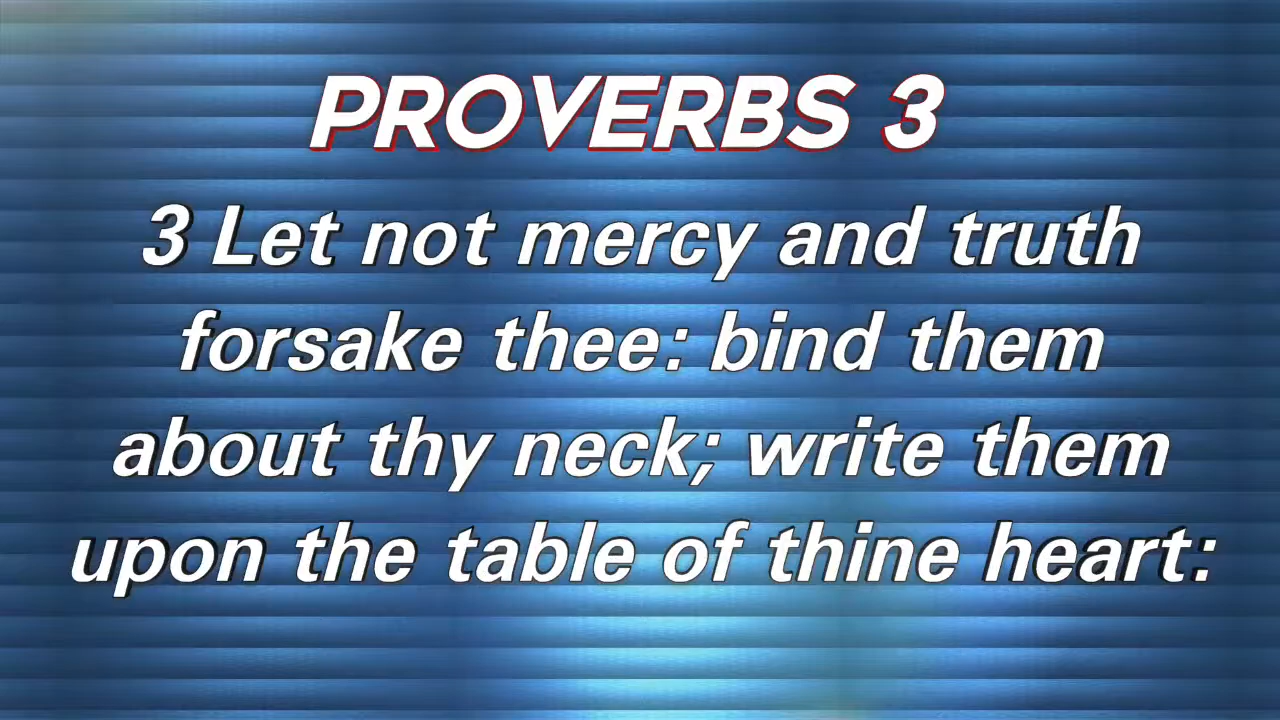 PROVERBS 3
3 Let not mercy and truth
forsake thee: bind them
about thy neck; write them
upon the table of thine heart: